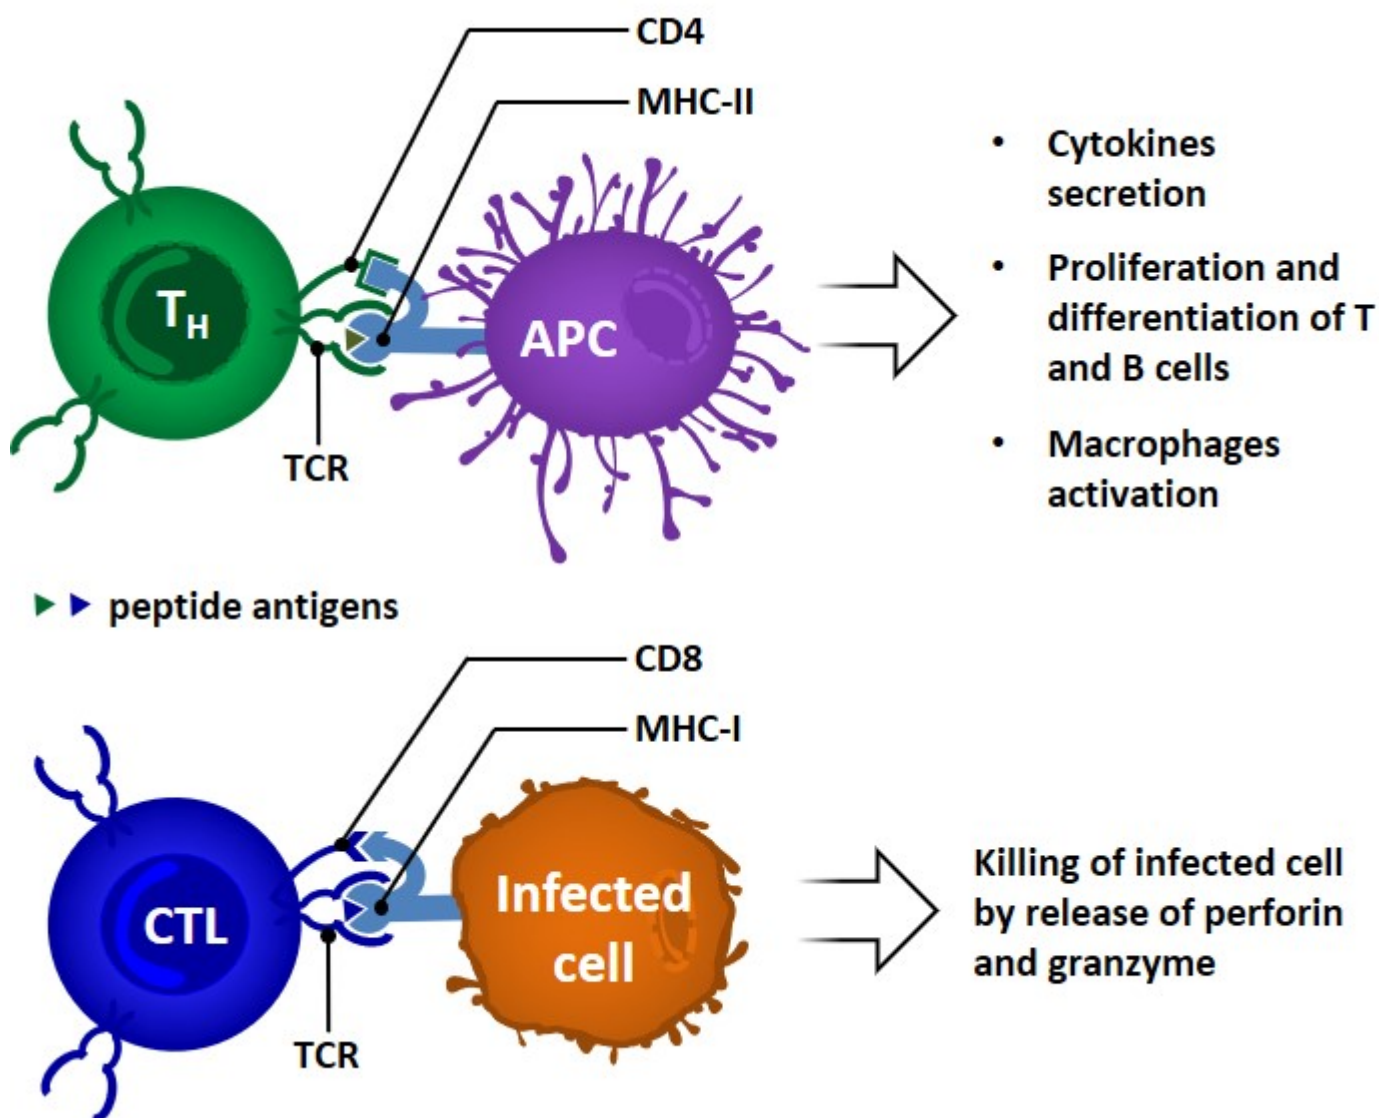 CD4
MHC-II
TH
APC
TCR
• Cytokines
secretion
• Proliferation and
differentiation of T
and B cells
• Macrophages
activation
peptide antigens
CD8
MHC-I
CTL
Infected
cell
TCR
Killing of infected cell
by release of perforin
and granzyme